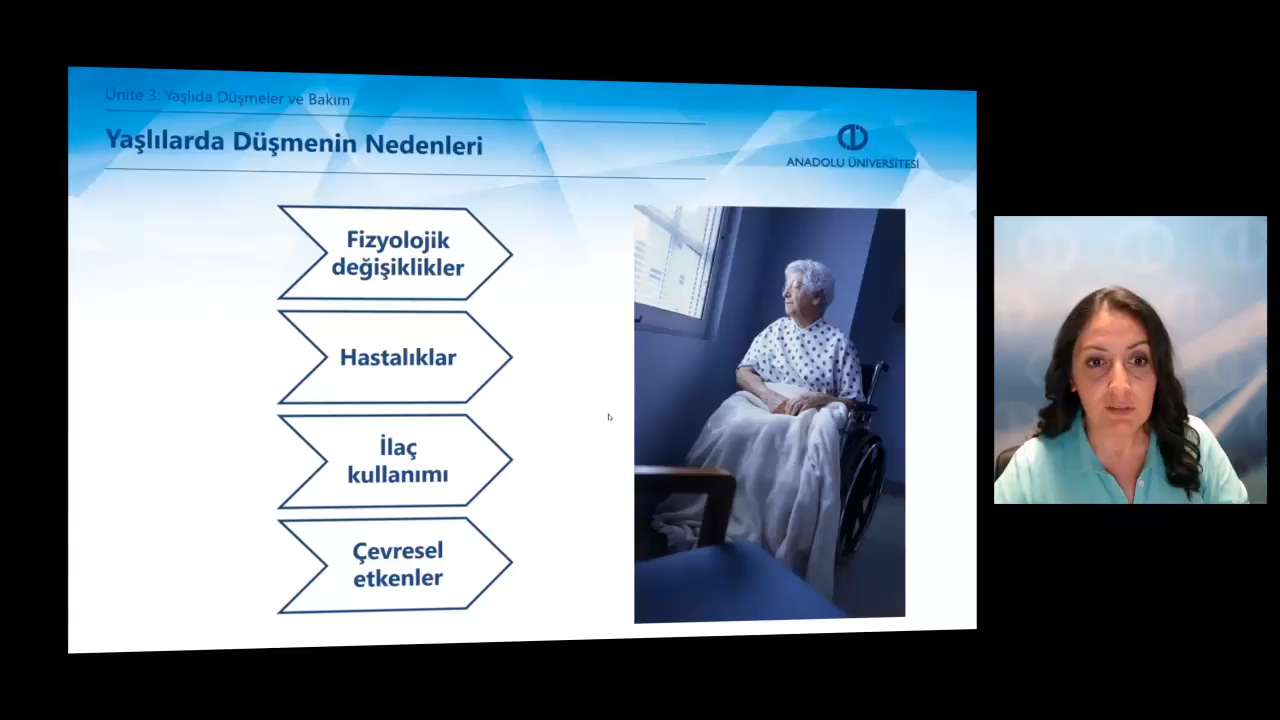 Ünite 3: Yaşlıda Düşmeler ve Bakım
Yaşlılarda Düşmenin Nedenleri
ANADOLU ÜNİVERSİTESİ
Fizyolojik
değişiklikler
Hastalıklar
İlaç
kullanımı
Çevresel
etkenler